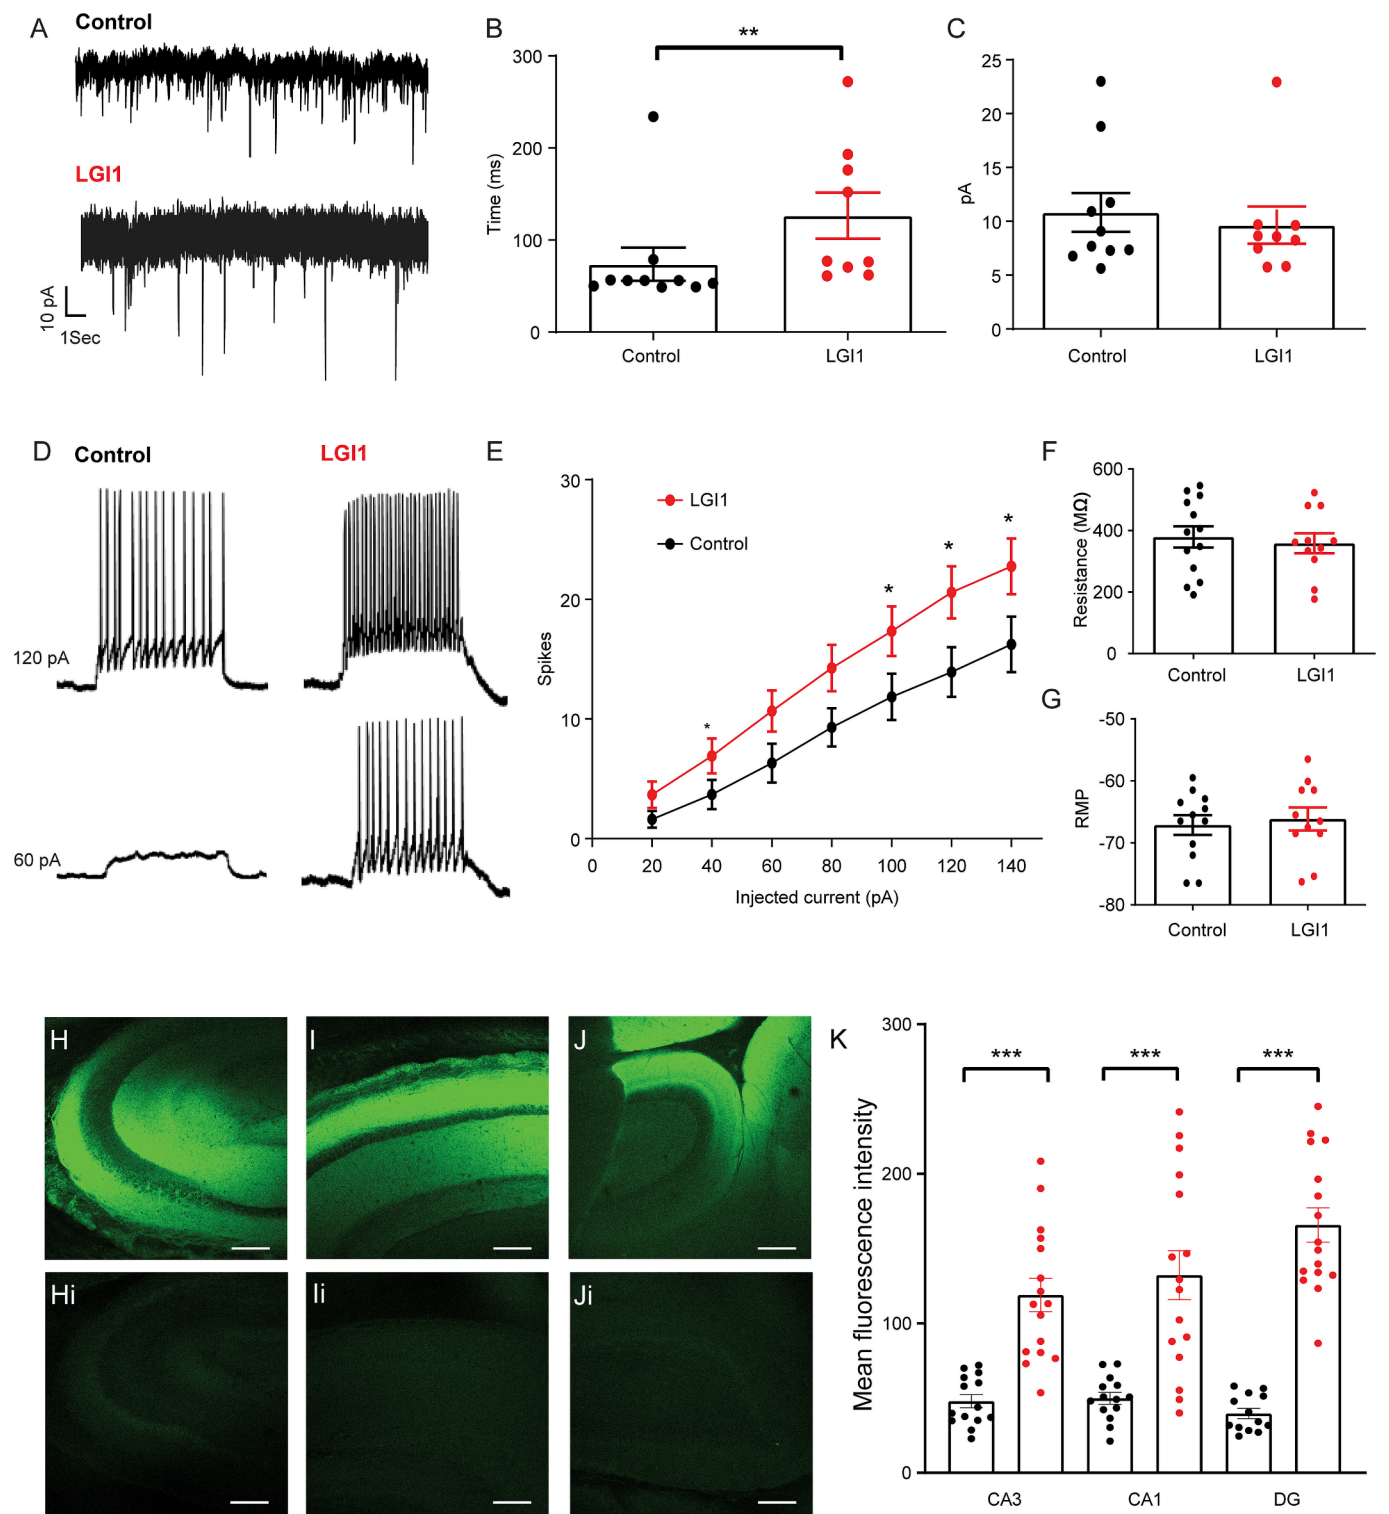 A
Control
LGI1
10 pA
1Sec
B
**
300
200
100
0
Time (ms)
Control
LGI1
C
25
20
15
10
5
0
pA
Control
LGI1
D
Control
LGI1
120 pA
60 pA
E
30
20
10
0
Spikes
LGI1
Control
*
*
*
*
0
20
40
60
80
100
120
140
Injected current (pA)
F
600
400
200
0
Resistance (MΩ)
Control
LGI1
G
-50
-60
-70
-80
RMP
Control
LGI1
H
I
J
Hi
Ii
Ji
K
300
200
100
0
Mean fluorescence intensity
***
***
***
CA3
CA1
DG